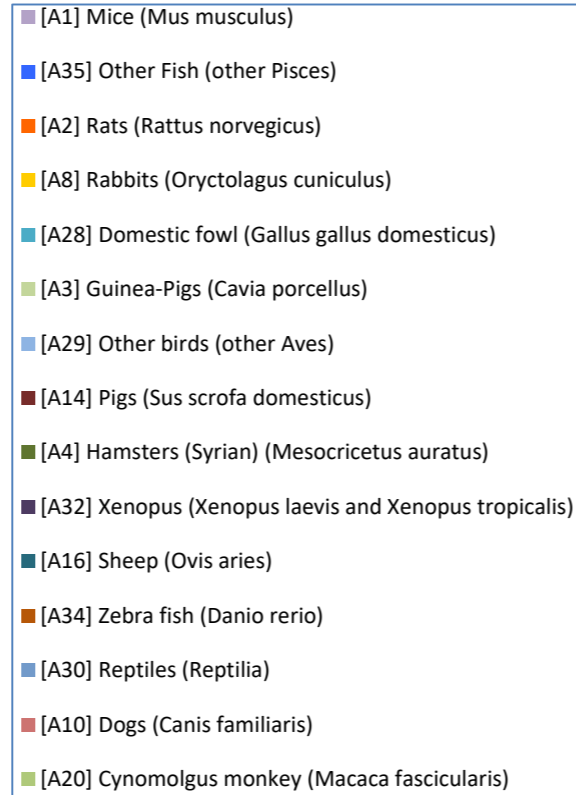 [A1] Mice (Mus musculus)
[A35] Other Fish (other Pisces)
[A2] Rats (Rattus norvegicus)
[A8] Rabbits (Oryctolagus cuniculus)
[A28] Domestic fowl (Gallus gallus domesticus)
[A3] Guinea-Pigs (Cavia porcellus)
[A29] Other birds (other Aves)
[A14] Pigs (Sus scrofa domesticus)
[A4] Hamsters (Syrian) (Mesocricetus auratus)
[A32] Xenopus (Xenopus laevis and Xenopus tropicalis)
[A16] Sheep (Ovis aries)
[A34] Zebra fish (Danio rerio)
[A30] Reptiles (Reptilia)
[A10] Dogs (Canis familiaris)
[A20] Cynomolgus monkey (Macaca fascicularis)